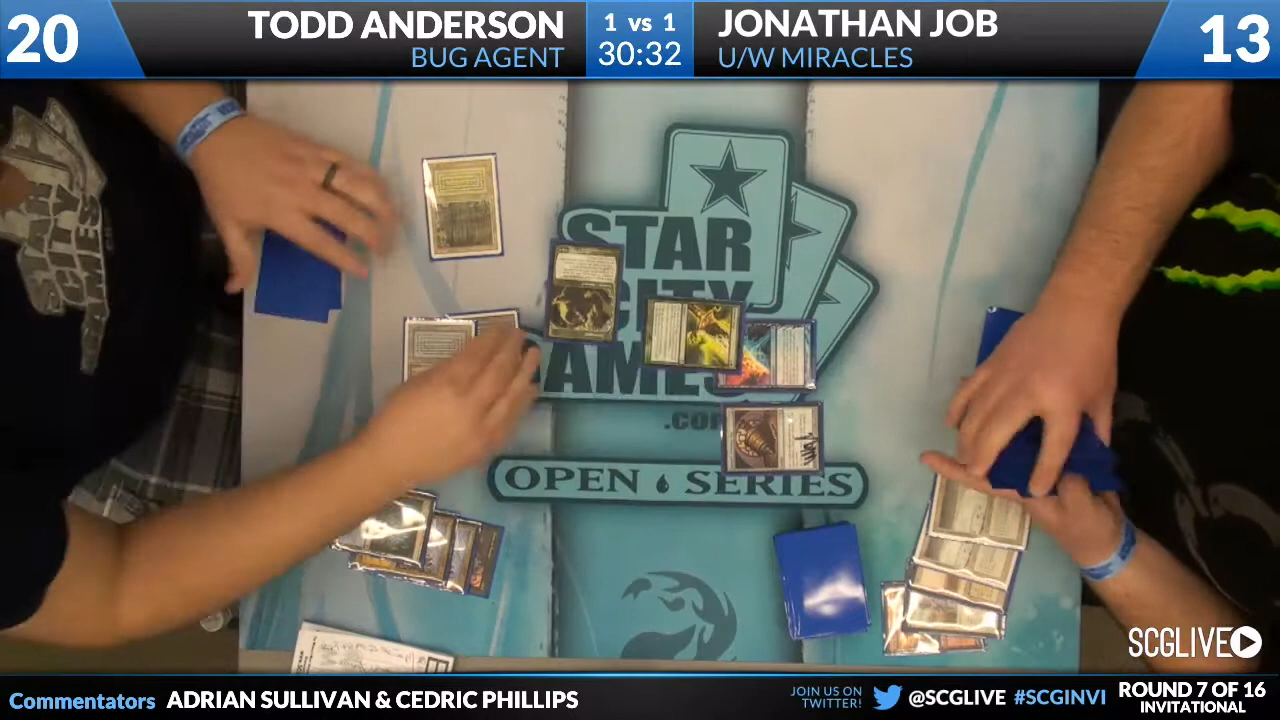 20
TODD ANDERSON
BUG AGENT
1 vs 1
30:32
JONATHAN JOB
U/W MIRACLES
13
STAR
CITY
GAMES
.com
OPEN SERIES
SCGLIVE
Commentators ADRIAN SULLIVAN & CEDRIC PHILLIPS
JOIN US ON
TWITTER!
@SCGLIVE #SCGINVI
ROUND 7 OF 16
INVITATIONAL